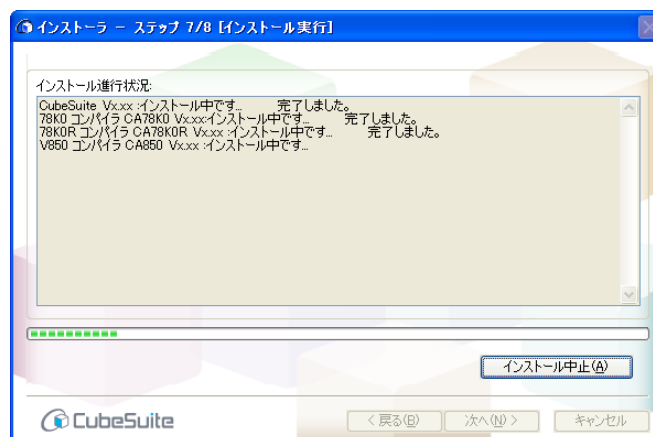 インストーラ － ステップ 7/8 [インストール実行]
インストール進行状況:
CubeSuite Vx.xx :インストール中です... 完了しました。
78K0 コンパイラ CA78K0 Vx.xx:インストール中です... 完了しました。
78K0R コンパイラ CA78K0R Vx.xx :インストール中です... 完了しました。
V850 コンパイラ CA850 Vx.xx :インストール中です...
インストール中止(A)
CubeSuite
< 戻る(B) 次へ(N) > キャンセル